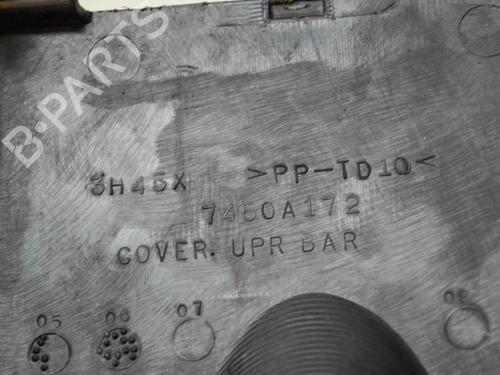 B-PARTS
3H45X >PP-TD10<
7450A172
COVER. UPR BAR
05 06 07 08